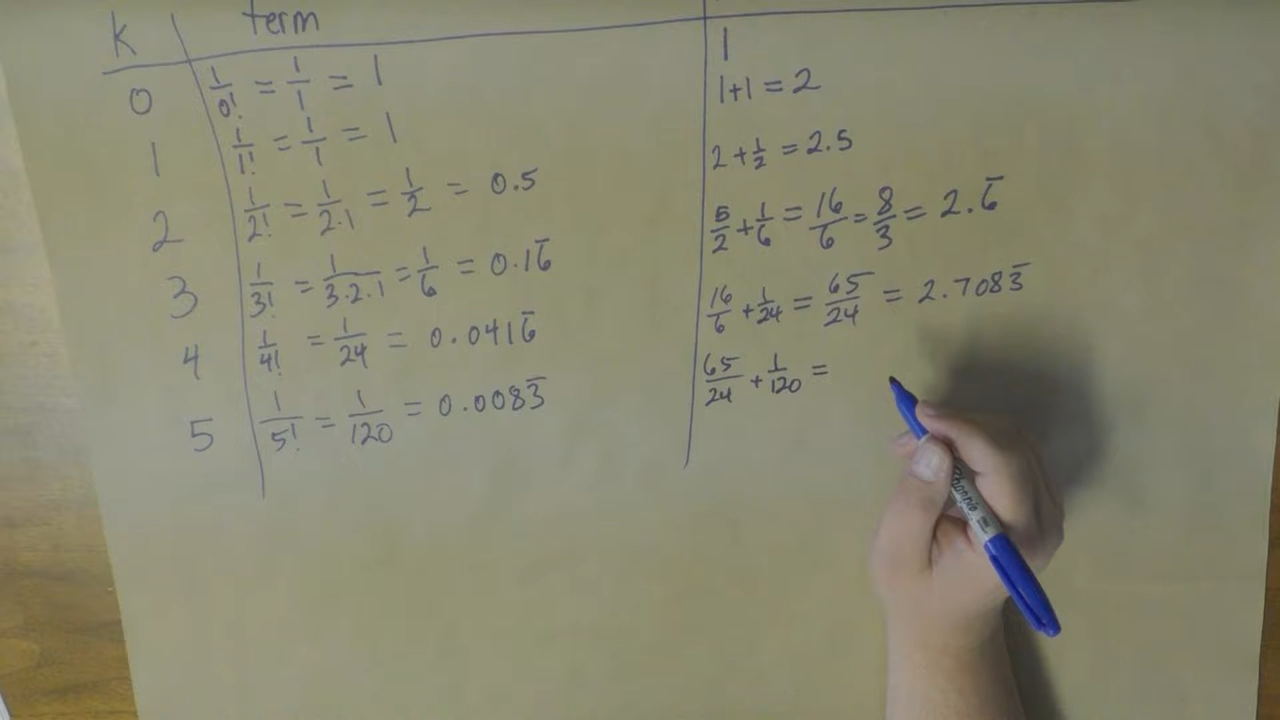 k term
0 1/0! = 1/1 = 1 1
1 1/1! = 1/1 = 1 1+1 = 2
2 1/2! = 1/2·1 = 1/2 = 0.5 2 + 1/2 = 2.5
3 1/3! = 1/3·2·1 = 1/6 = 0.16̅ 5/2 + 1/6 = 16/6 = 8/3 = 2.6̅
4 1/4! = 1/24 = 0.0416̅ 16/6 + 1/24 = 65/24 = 2.7083̅
5 1/5! = 1/120 = 0.0083̅ 65/24 + 1/120 =
Sharpie